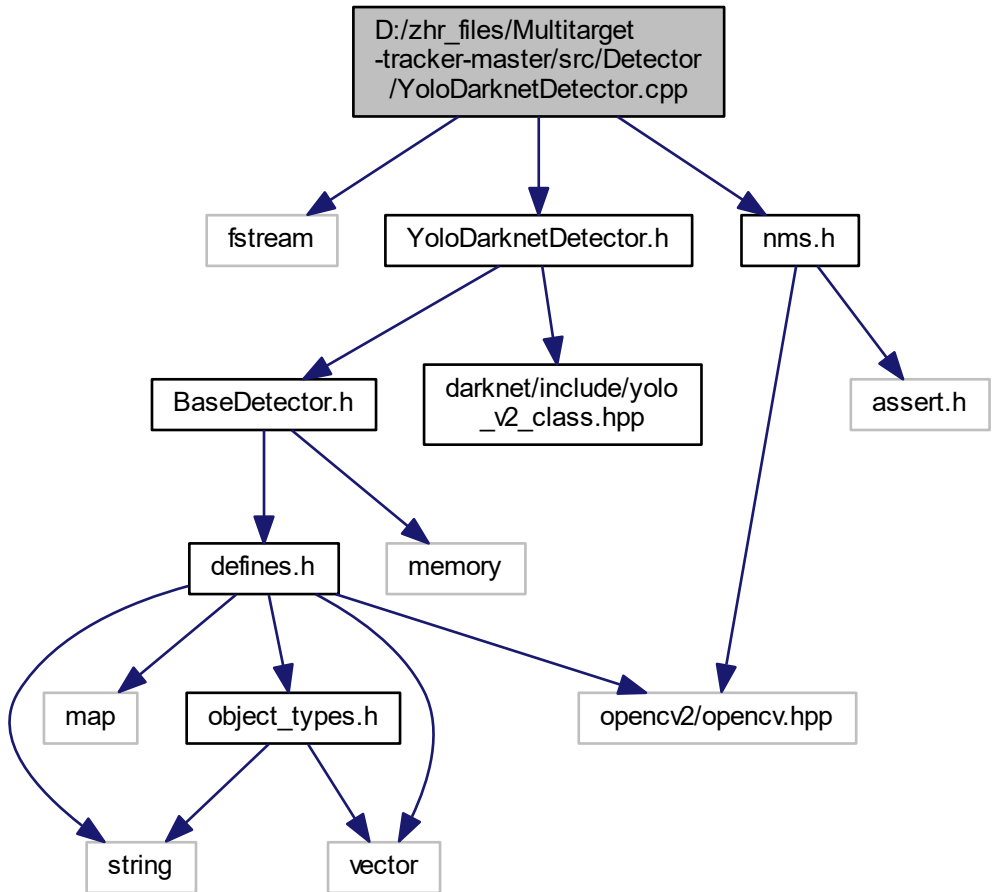 D:/zhr_files/Multitarget
-tracker-master/src/Detector
/YoloDarknetDetector.cpp
fstream
YoloDarknetDetector.h
nms.h
BaseDetector.h
darknet/include/yolo
_v2_class.hpp
assert.h
defines.h
memory
map
object_types.h
opencv2/opencv.hpp
string
vector